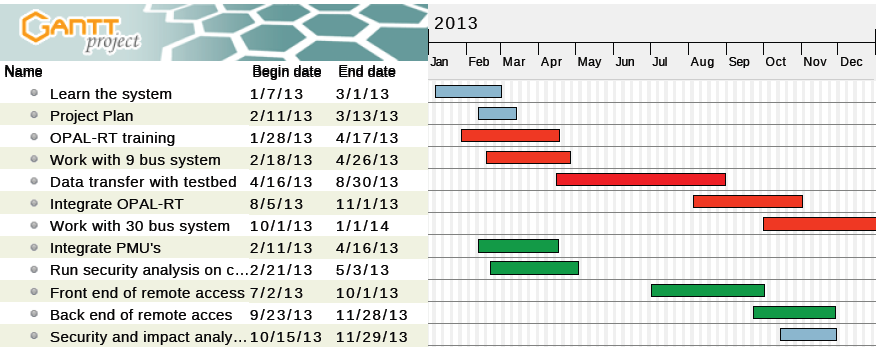 GANTT
project
2013
Jan Feb Mar Apr May Jun Jul Aug Sep Oct Nov Dec
Name Begin date End date
Learn the system 1/7/13 3/1/13
Project Plan 2/11/13 3/13/13
OPAL-RT training 1/28/13 4/17/13
Work with 9 bus system 2/18/13 4/26/13
Data transfer with testbed 4/16/13 8/30/13
Integrate OPAL-RT 8/5/13 11/1/13
Work with 30 bus system 10/1/13 1/1/14
Integrate PMU's 2/11/13 4/16/13
Run security analysis on c... 2/21/13 5/3/13
Front end of remote access 7/2/13 10/1/13
Back end of remote acces 9/23/13 11/28/13
Security and impact analy... 10/15/13 11/29/13